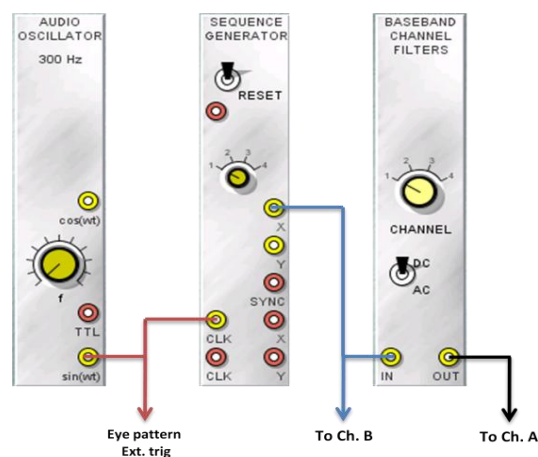 AUDIO
OSCILLATOR
300 Hz
cos(wt)
f
TTL
sin(wt)
SEQUENCE
GENERATOR
RESET
1 2 3 4
X
Y
SYNC
CLK X
CLK Y
BASEBAND
CHANNEL
FILTERS
1 2 3 4
CHANNEL
DC
AC
IN OUT
Eye pattern
Ext. trig
To Ch. B
To Ch. A